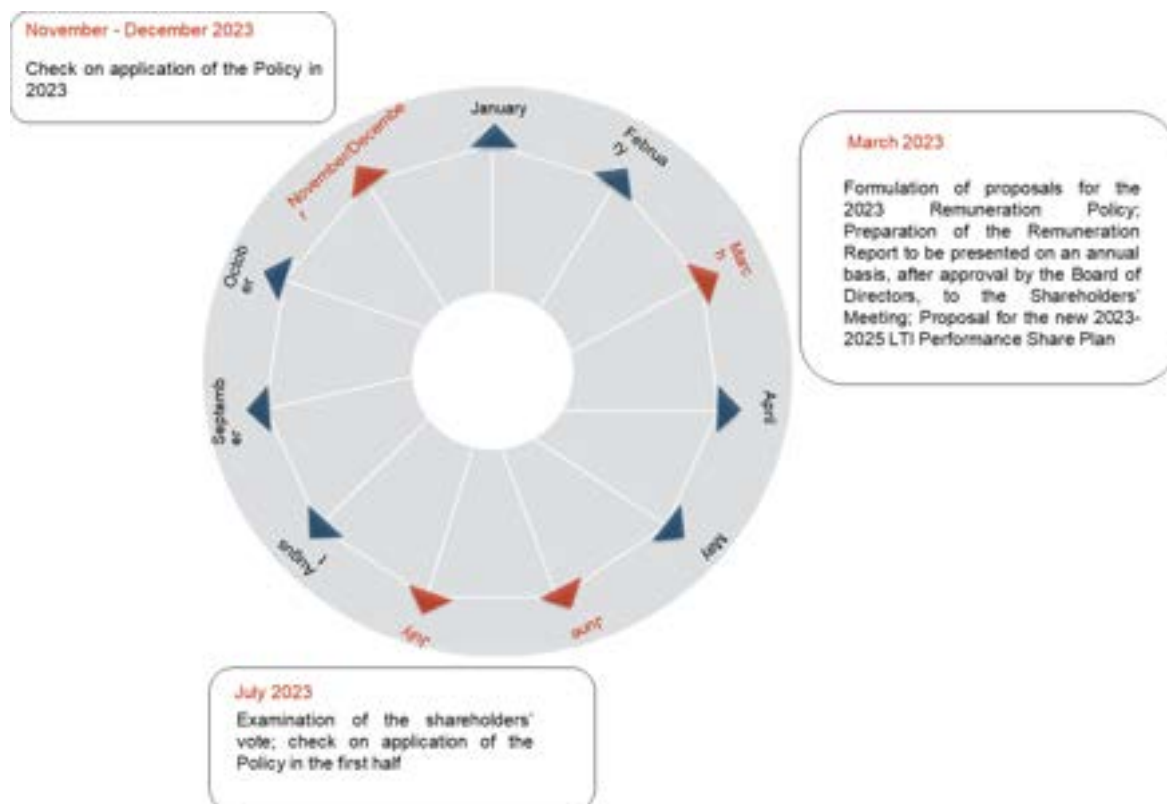 November - December 2023
Check on application of the Policy in
2023
January
Februa
ry
Marc
h
April
May
June
July
Augus
t
Septemb
er
Octob
er
November/Decembe
r
March 2023
Formulation of proposals for the
2023 Remuneration Policy;
Preparation of the Remuneration
Report to be presented on an annual
basis, after approval by the Board of
Directors, to the Shareholders'
Meeting; Proposal for the new 2023-
2025 LTI Performance Share Plan
July 2023
Examination of the shareholders'
vote; check on application of the
Policy in the first half